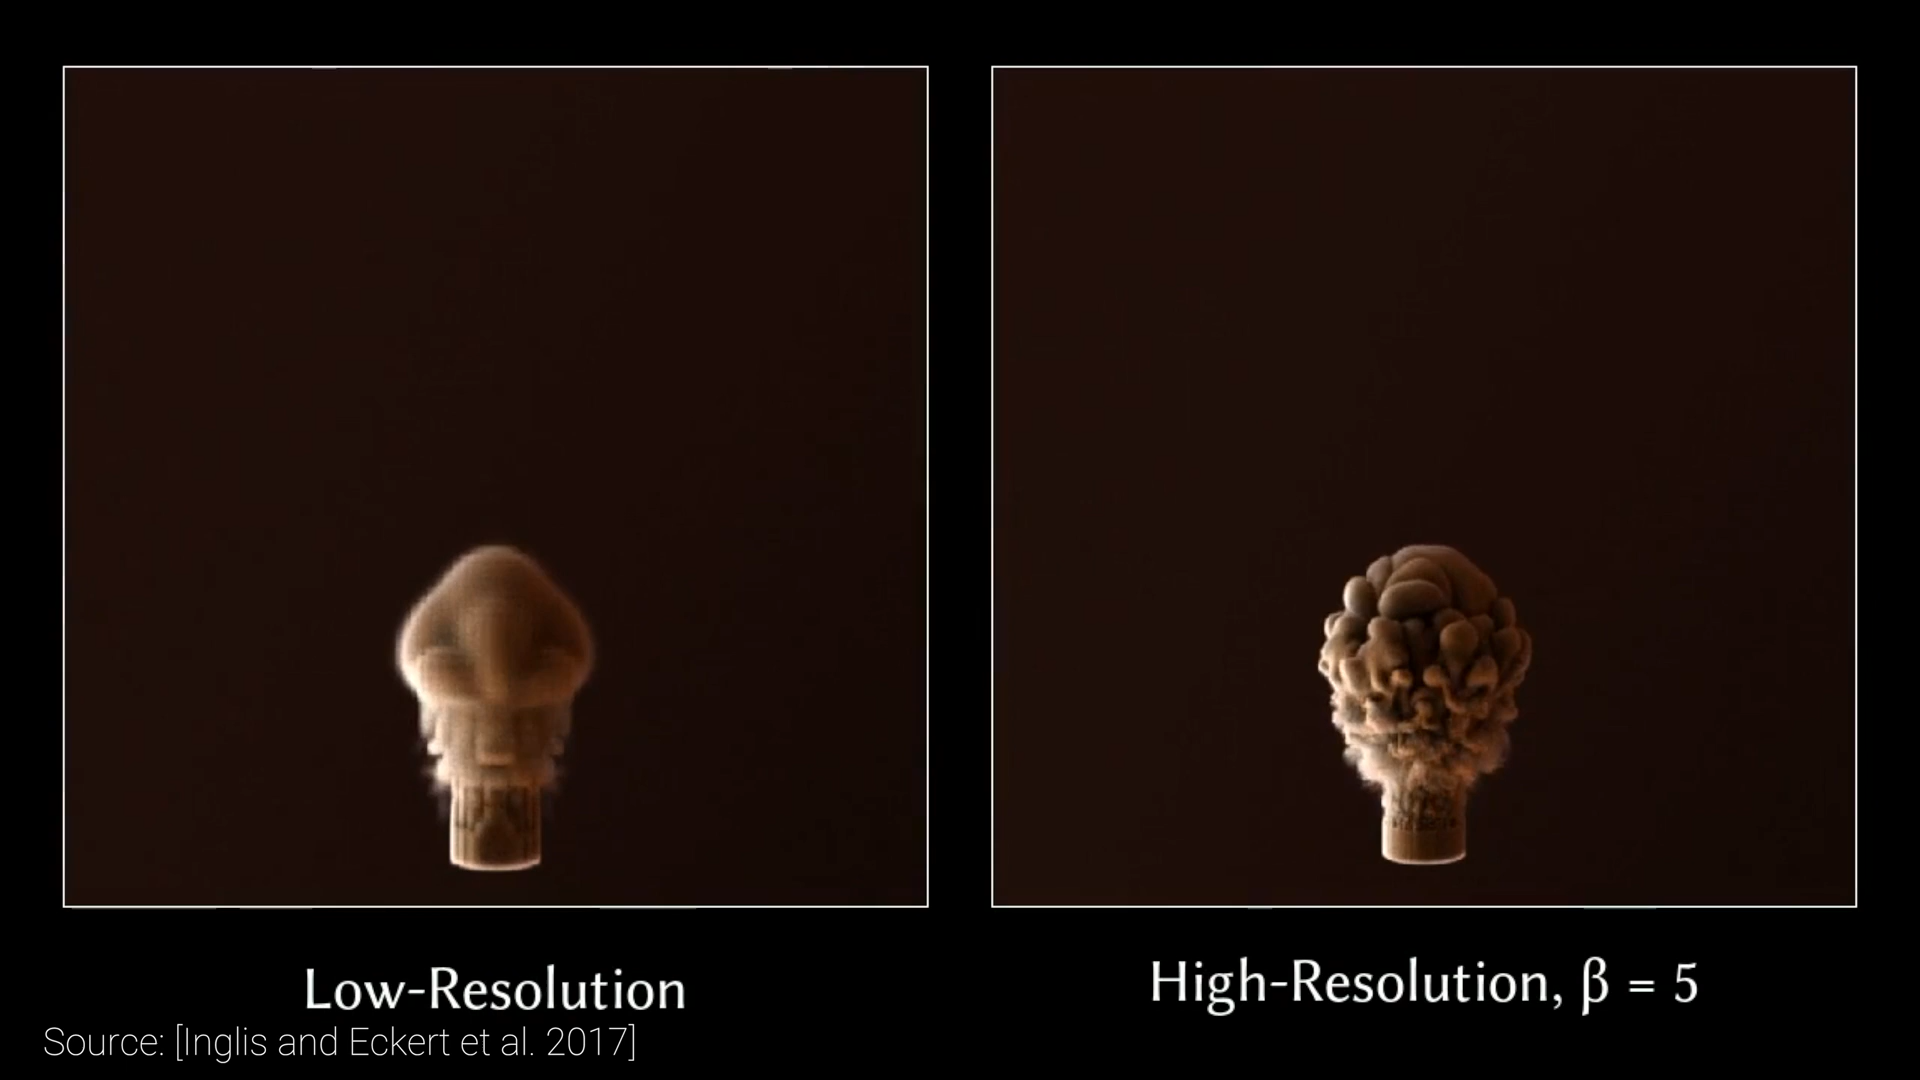 Low-Resolution
High-Resolution, β = 5
Source: [Inglis and Eckert et al. 2017]